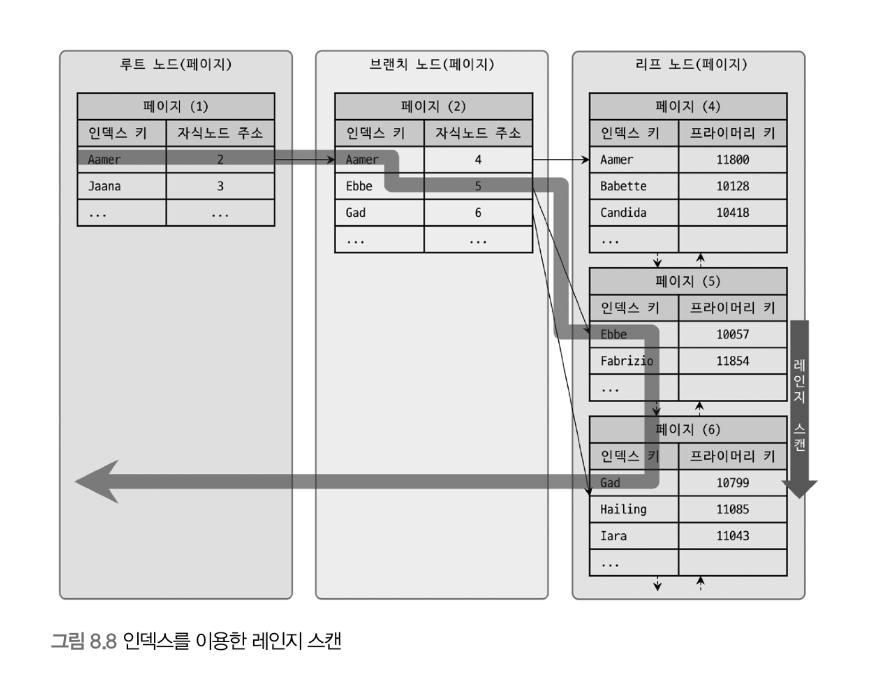 루트 노드(페이지)
페이지 (1)
인덱스 키 자식노드 주소
Aamer 2
Jaana 3
... ...
브랜치 노드(페이지)
페이지 (2)
인덱스 키 자식노드 주소
Aamer 4
Ebbe 5
Gad 6
... ...
리프 노드(페이지)
페이지 (4)
인덱스 키 프라이머리 키
Aamer 11800
Babette 10128
Candida 10418
...
페이지 (5)
인덱스 키 프라이머리 키
Ebbe 10057
Fabrizio 11854
...
페이지 (6)
인덱스 키 프라이머리 키
Gad 10799
Hailing 11085
Iara 11043
...
레인지 스캔
그림 8.8 인덱스를 이용한 레인지 스캔